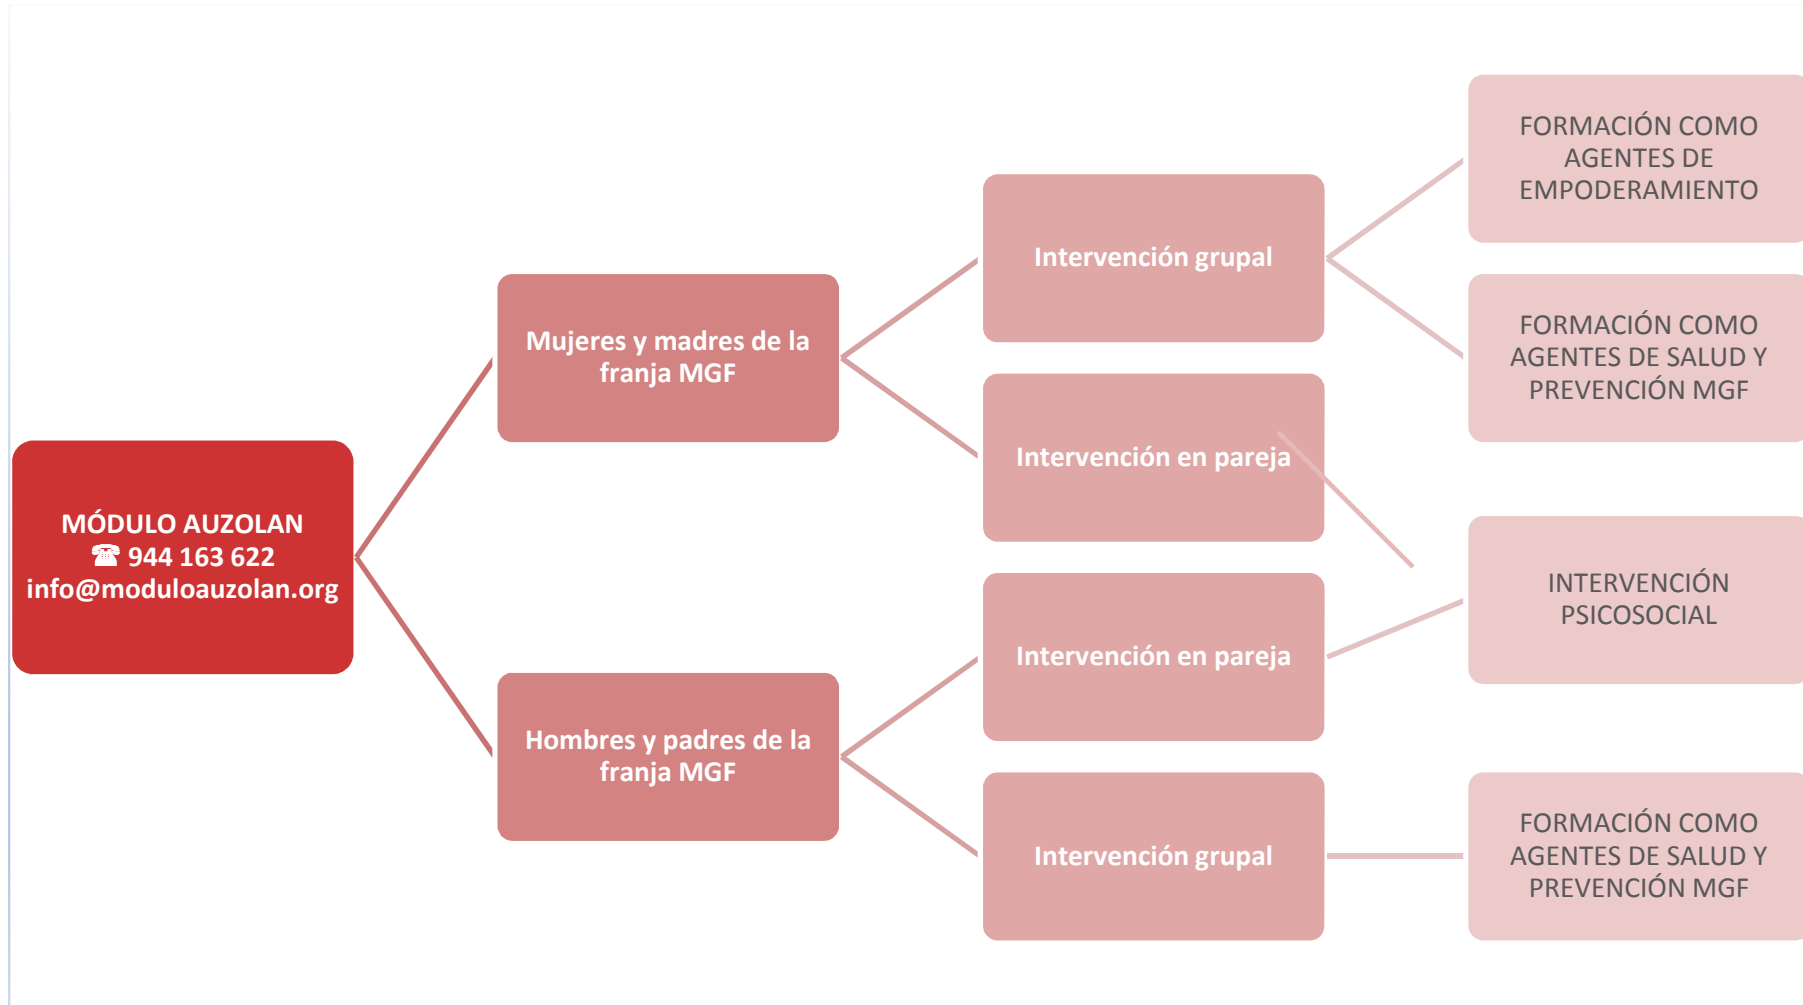 MÓDULO AUZOLAN
☎ 944 163 622
info@moduloauzolan.org
Mujeres y madres de la
franja MGF
Intervención grupal
FORMACIÓN COMO
AGENTES DE
EMPODERAMIENTO
FORMACIÓN COMO
AGENTES DE SALUD Y
PREVENCIÓN MGF
Intervención en pareja
Hombres y padres de la
franja MGF
Intervención en pareja
INTERVENCIÓN
PSICOSOCIAL
Intervención grupal
FORMACIÓN COMO
AGENTES DE SALUD Y
PREVENCIÓN MGF